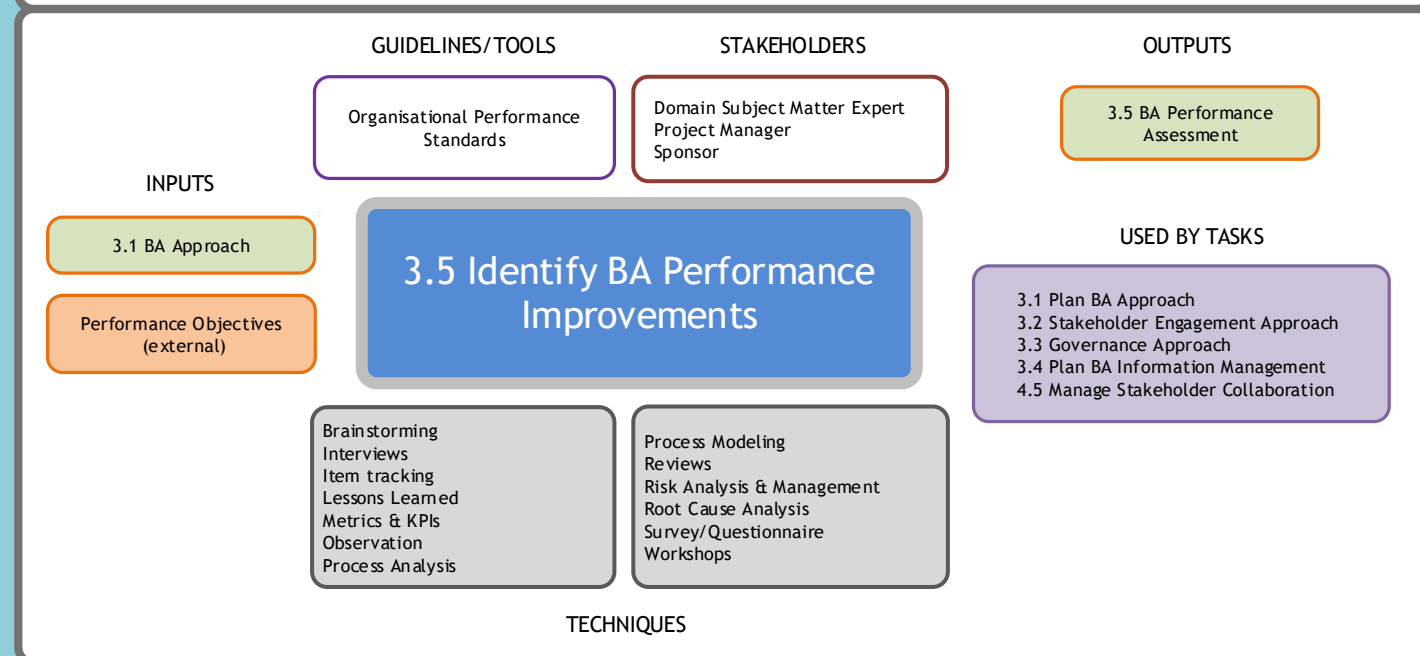 GUIDELINES/TOOLS
STAKEHOLDERS
OUTPUTS
Organisational Performance
Standards
Domain Subject Matter Expert
Project Manager
Sponsor
3.5 BA Performance
Assessment
INPUTS
3.1 BA Approach
Performance Objectives
(external)
3.5 Identify BA Performance
Improvements
USED BY TASKS
3.1 Plan BA Approach
3.2 Stakeholder Engagement Approach
3.3 Governance Approach
3.4 Plan BA Information Management
4.5 Manage Stakeholder Collaboration
Brainstorming
Interviews
Item tracking
Lessons Learned
Metrics & KPIs
Observation
Process Analysis
Process Modeling
Reviews
Risk Analysis & Management
Root Cause Analysis
Survey/Questionnaire
Workshops
TECHNIQUES